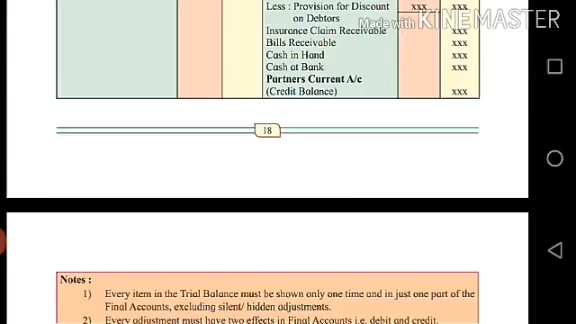 Less : Provision for Discount xxx xxx
on Debtors
Made with KINEMASTER
Insurance Claim Receivable xxx
Bills Receivable xxx
Cash in Hand xxx
Cash at Bank xxx
Partners Current A/c
(Credit Balance) xxx
18
Notes :
1) Every item in the Trial Balance must be shown only one time and in just one part of the
Final Accounts, excluding silent/ hidden adjustments.
2) Every adjustment must have two effects in Final Accounts i.e. debit and credit.